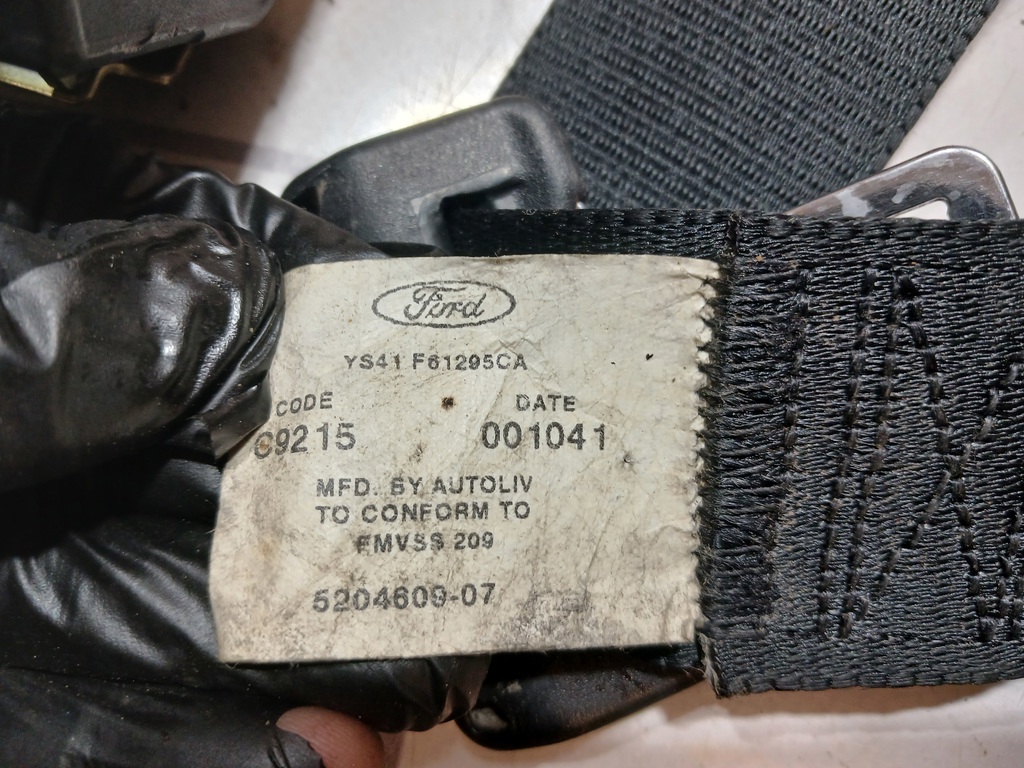 Ford
YS41 F61295CA
CODE DATE
C9215 001041
MFD. BY AUTOLIV
TO CONFORM TO
FMVSS 209
5204609-07